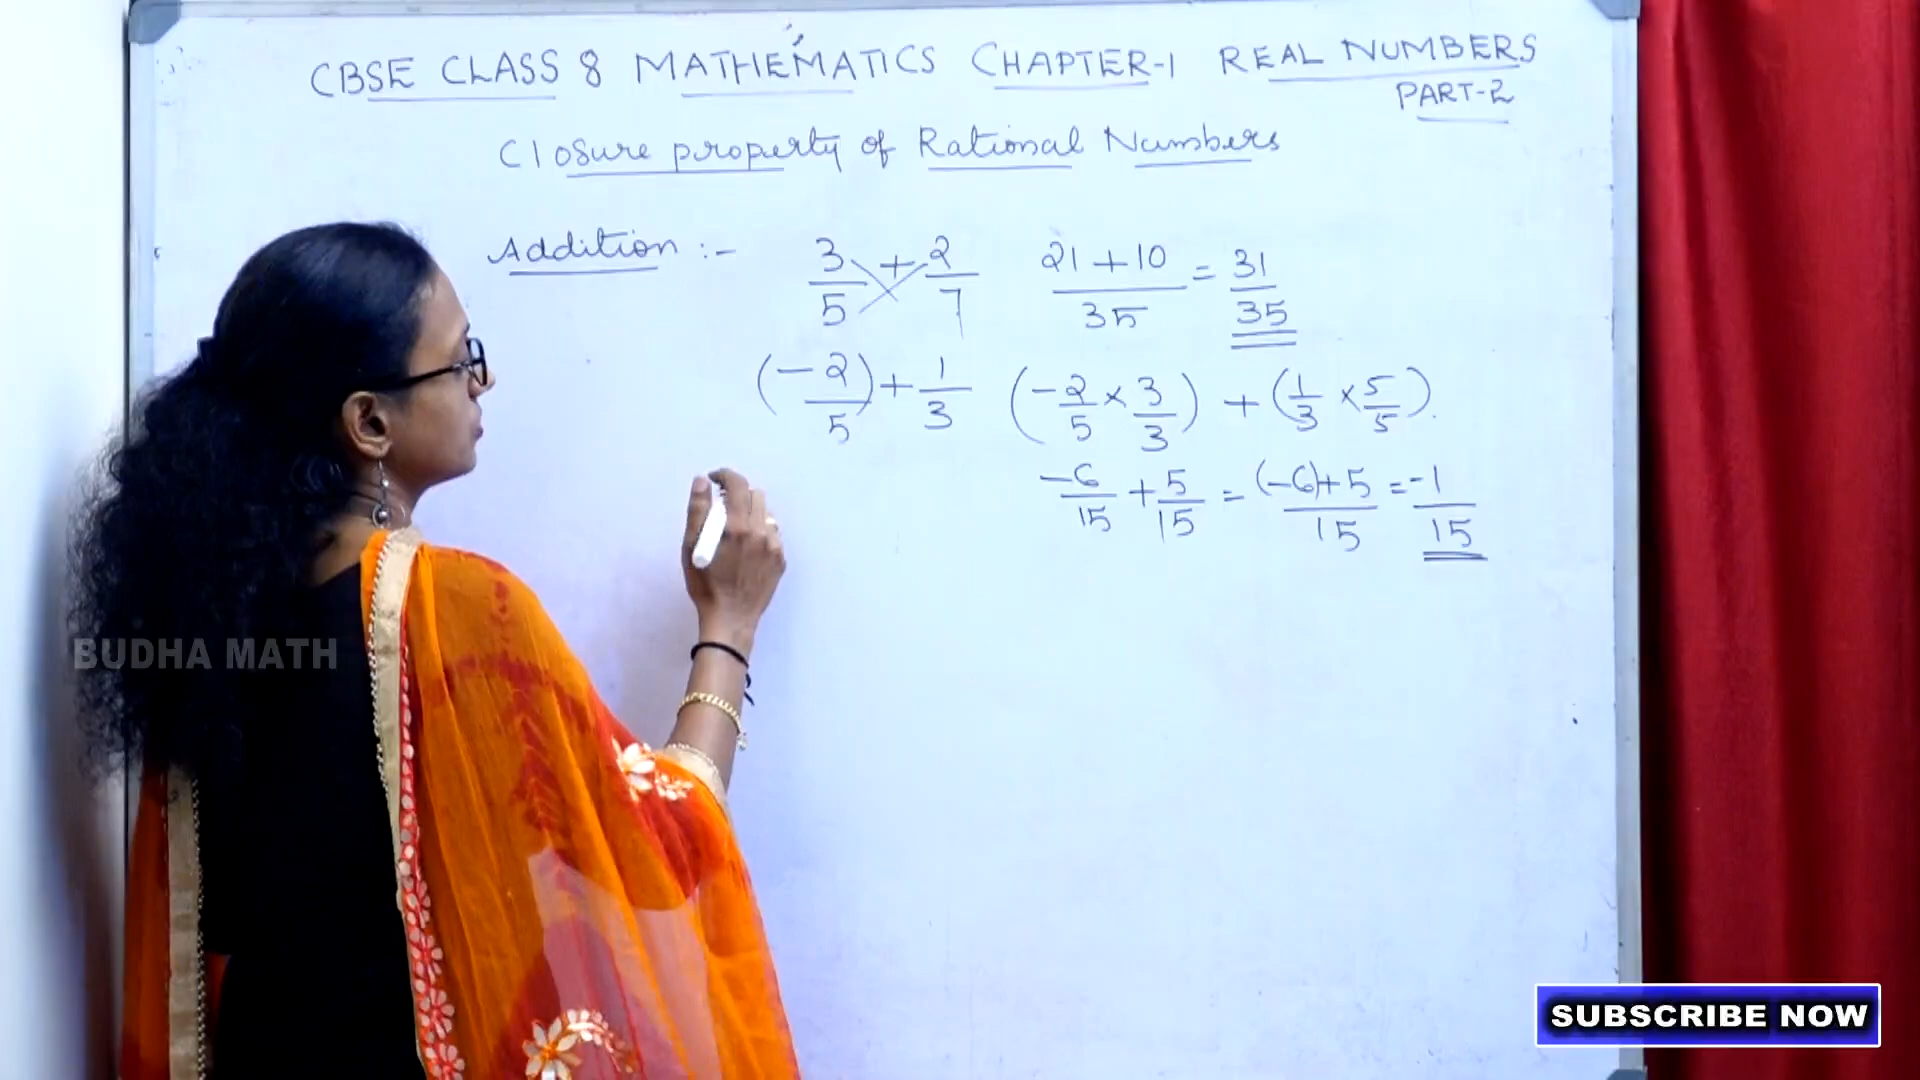 CBSE CLASS 8 MATHEMATICS CHAPTER-1 REAL NUMBERS
PART-2
Closure property of Rational Numbers
Addition :- 3/5 + 2/7 (21+10)/35 = 31/35
(-2/5) + 1/3 (-2/5 × 3/3) + (1/3 × 5/5).
-6/15 + 5/15 = ((-6)+5)/15 = -1/15
BUDHA MATH
SUBSCRIBE NOW